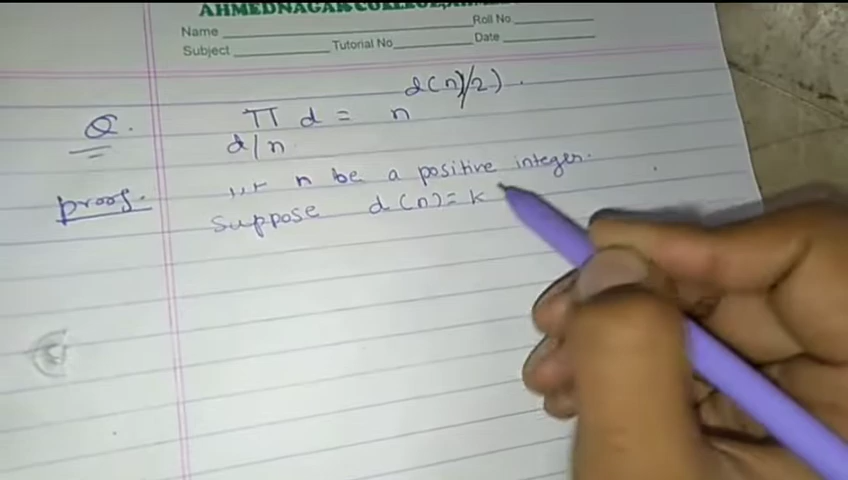 AHMEDNAGAR COLLEGE,
Name
Roll No.
Subject
Tutorial No.
Date
Q. Π d = n d(n)/2).
d/n
proof. let n be a positive integer.
Suppose d(n)= k